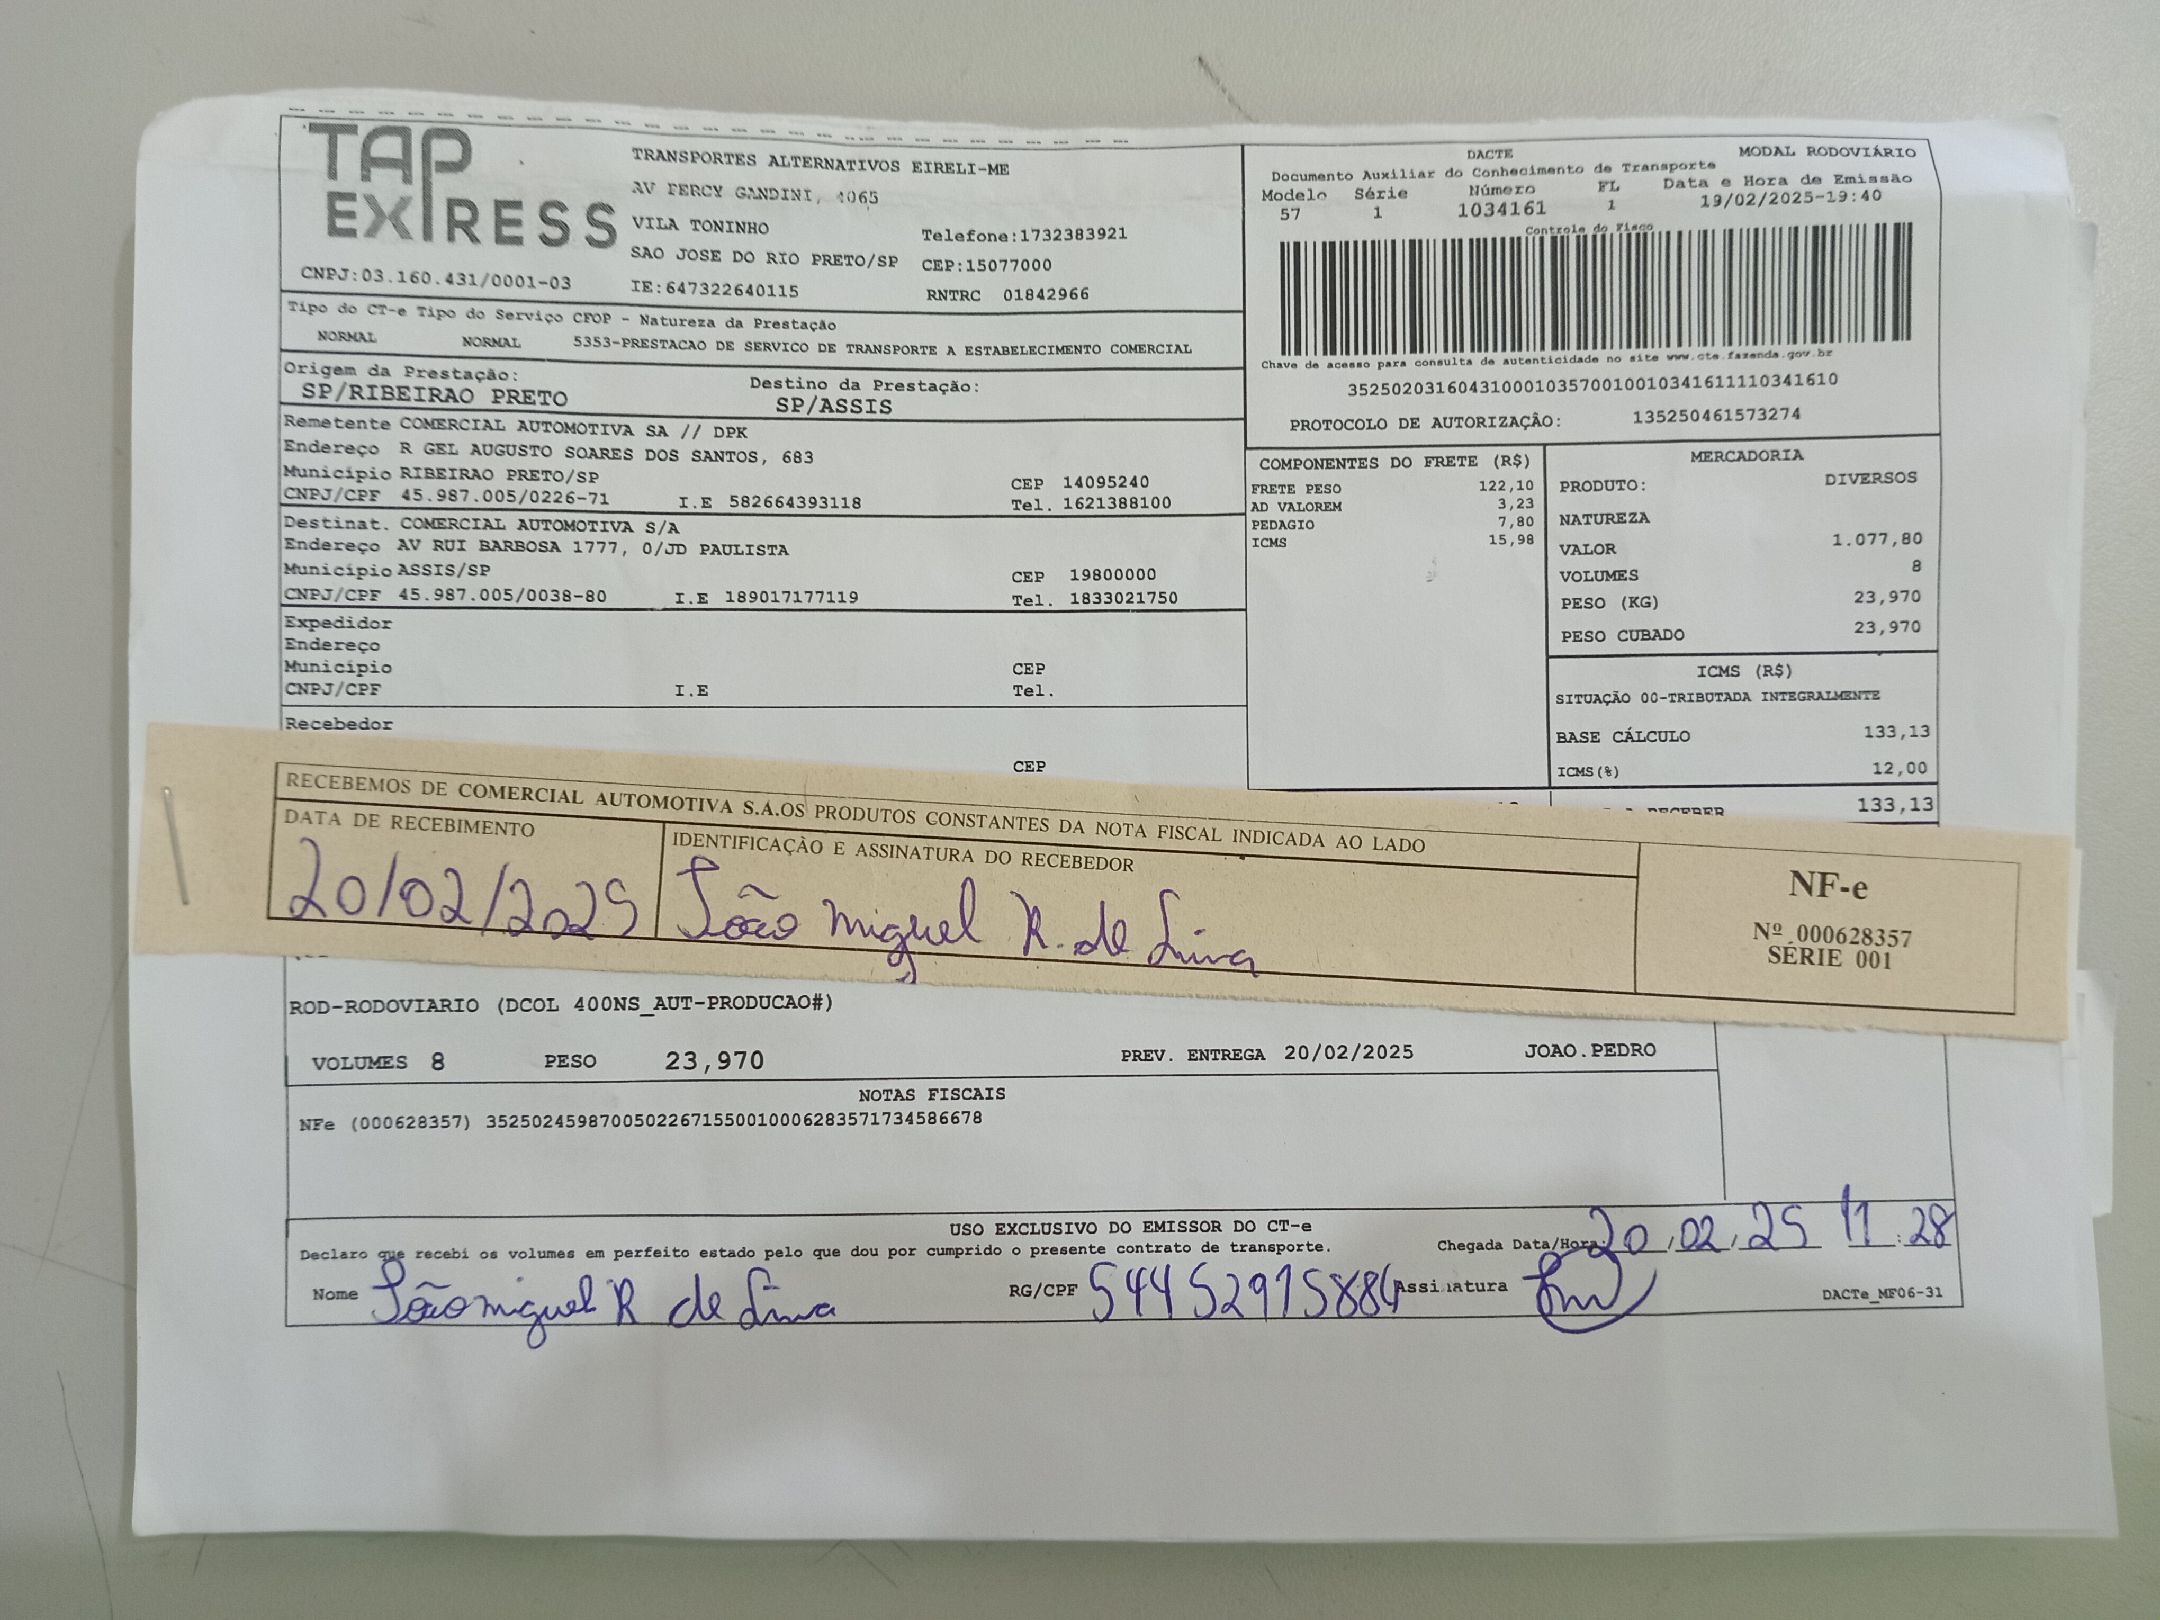 TAP EXPRESS
TRANSPORTES ALTERNATIVOS EIRELI-ME
AV PERCY GANDINI, 4065
VILA TONINHO
Telefone:1732383921
SAO JOSE DO RIO PRETO/SP CEP:15077000
CNPJ:03.160.431/0001-03 IE:647322640115 RNTRC 01842966
DACTE MODAL RODOVIÁRIO
Documento Auxiliar do Conhecimento de Transporte
Modelo Série Número FL Data e Hora de Emissão
57 1 1034161 1 19/02/2025-19:40
Controle do Fisco
Chave de acesso para consulta de autenticidade no site www.cte.fazenda.gov.br
35250203160431000103570010010341611110341610
PROTOCOLO DE AUTORIZAÇÃO: 135250461573274
Tipo do CT-e Tipo do Serviço CFOP - Natureza da Prestação
NORMAL NORMAL 5353-PRESTACAO DE SERVICO DE TRANSPORTE A ESTABELECIMENTO COMERCIAL
Origem da Prestação: Destino da Prestação:
SP/RIBEIRAO PRETO SP/ASSIS
Remetente COMERCIAL AUTOMOTIVA SA // DPK
Endereço R GEL AUGUSTO SOARES DOS SANTOS, 683
Município RIBEIRAO PRETO/SP CEP 14095240
CNPJ/CPF 45.987.005/0226-71 I.E 582664393118 Tel. 1621388100
Destinat. COMERCIAL AUTOMOTIVA S/A
Endereço AV RUI BARBOSA 1777, 0/JD PAULISTA
Município ASSIS/SP CEP 19800000
CNPJ/CPF 45.987.005/0038-80 I.E 189017177119 Tel. 1833021750
Expedidor
Endereço
Município CEP
CNPJ/CPF I.E Tel.
Recebedor
CEP
COMPONENTES DO FRETE (R$)
FRETE PESO 122,10
AD VALOREM 3,23
PEDAGIO 7,80
ICMS 15,98
MERCADORIA
PRODUTO: DIVERSOS
NATUREZA
VALOR 1.077,80
VOLUMES 8
PESO (KG) 23,970
PESO CUBADO 23,970
ICMS (R$)
SITUAÇÃO 00-TRIBUTADA INTEGRALMENTE
BASE CÁLCULO 133,13
ICMS(%) 12,00
133,13
RECEBEMOS DE COMERCIAL AUTOMOTIVA S.A.OS PRODUTOS CONSTANTES DA NOTA FISCAL INDICADA AO LADO
DATA DE RECEBIMENTO IDENTIFICAÇÃO E ASSINATURA DO RECEBEDOR
20/02/2025 João Miguel R. de Lima
NF-e
Nº 000628357
SÉRIE 001
ROD-RODOVIARIO (DCOL 400NS_AUT-PRODUCAO#)
VOLUMES 8 PESO 23,970 PREV. ENTREGA 20/02/2025 JOAO.PEDRO
NOTAS FISCAIS
NFe (000628357) 35250245987005022671550010006283571734586678
USO EXCLUSIVO DO EMISSOR DO CT-e
Declaro que recebi os volumes em perfeito estado pelo que dou por cumprido o presente contrato de transporte. Chegada Data/Hora 20/02/25 11:28
Nome João miguel R de Lima RG/CPF 54452915884 Assinatura
DACTe_MF06-31